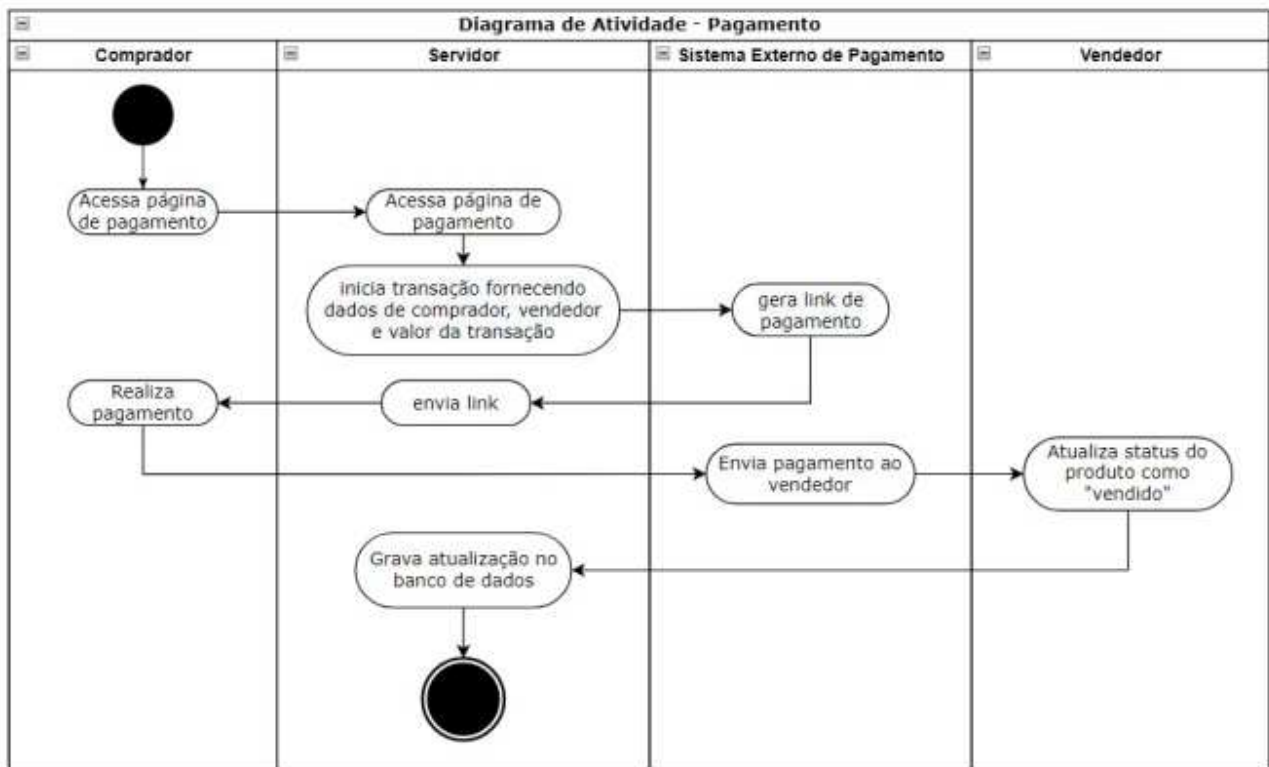 Diagrama de Atividade - Pagamento
Comprador
Servidor
Sistema Externo de Pagamento
Vendedor
Acessa página
de pagamento
Acessa página de
pagamento
inicia transação fornecendo
dados de comprador, vendedor
e valor da transação
gera link de
pagamento
Realiza
pagamento
envia link
Envia pagamento ao
vendedor
Atualiza status do
produto como
"vendido"
Grava atualização no
banco de dados